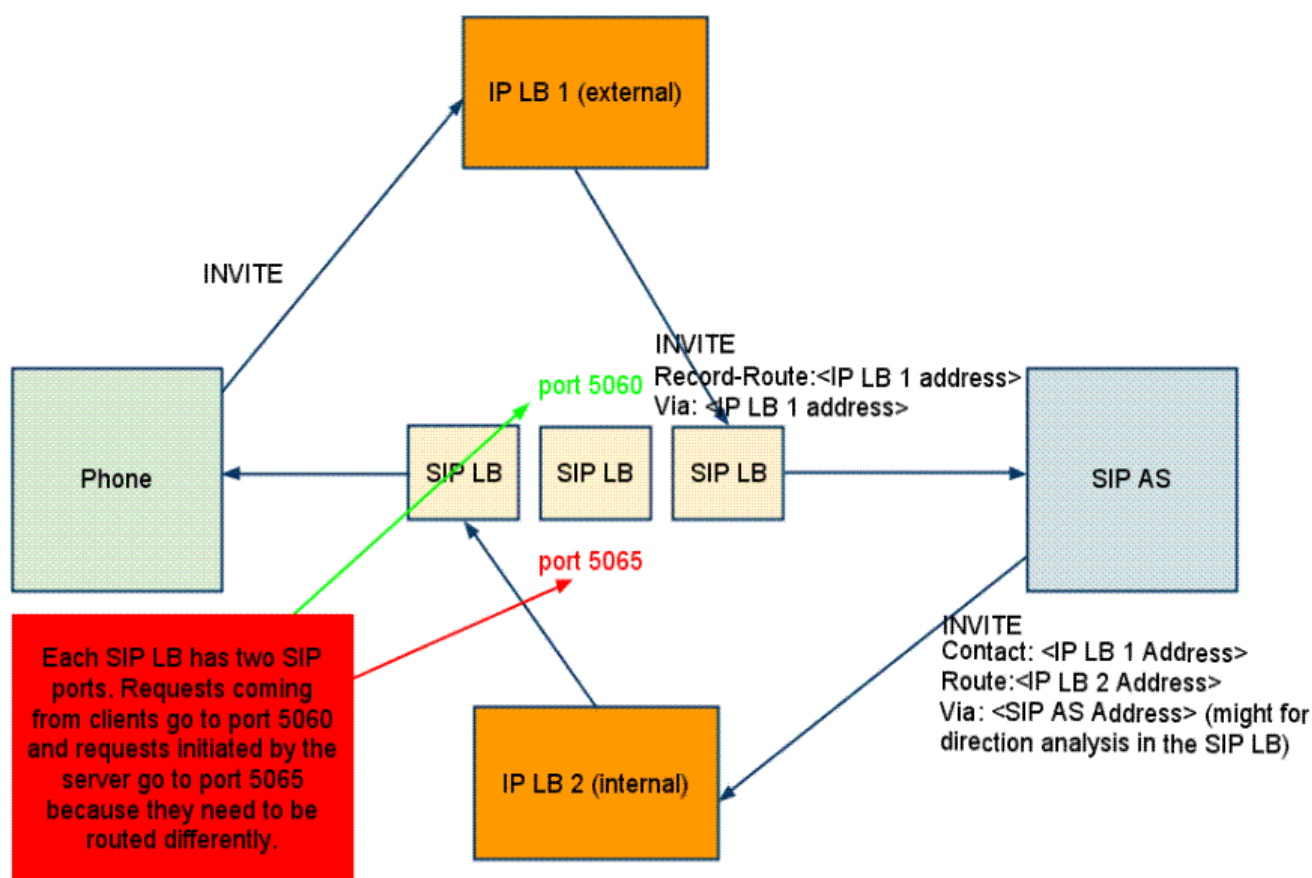 IP LB 1 (external)
INVITE
INVITE
Record-Route:<IP LB 1 address>
Via: <IP LB 1 address>
port 5060
Phone
SIP LB
SIP LB
SIP LB
SIP AS
port 5065
Each SIP LB has two SIP
ports. Requests coming
from clients go to port 5060
and requests initiated by the
server go to port 5065
because they need to be
routed differently.
INVITE
Contact: <IP LB 1 Address>
Route:<IP LB 2 Address>
Via: <SIP AS Address> (might for
direction analysis in the SIP LB)
IP LB 2 (internal)